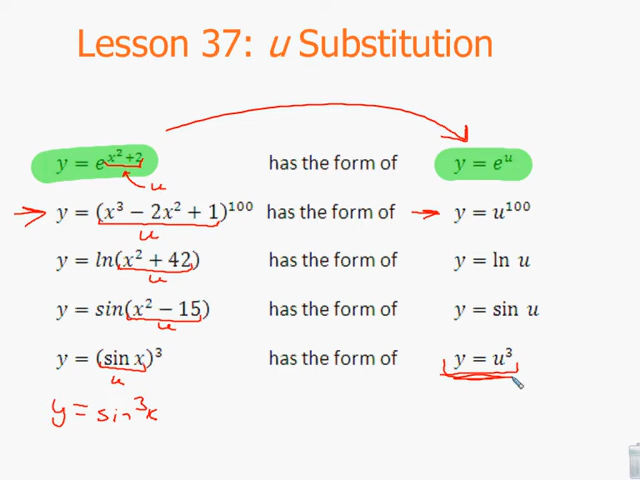 Lesson 37: u Substitution
y = e^{x² + 2} has the form of y = e^u
u
y = (x³ − 2x² + 1)^{100} has the form of y = u^{100}
u
y = ln(x² + 42) has the form of y = ln u
u
y = sin(x² − 15) has the form of y = sin u
u
y = (sin x)³ has the form of y = u³
u
y = sin³x